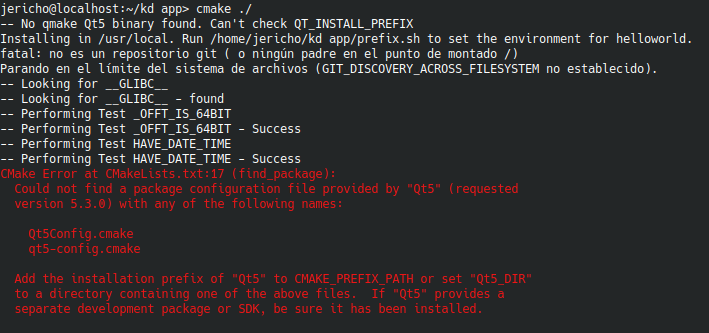 jericho@localhost:~/kd app> cmake ./
-- No qmake Qt5 binary found. Can't check QT_INSTALL_PREFIX
Installing in /usr/local. Run /home/jericho/kd app/prefix.sh to set the environment for helloworld.
fatal: no es un repositorio git ( o ningún padre en el punto de montado /)
Parando en el límite del sistema de archivos (GIT_DISCOVERY_ACROSS_FILESYSTEM no establecido).
-- Looking for __GLIBC__
-- Looking for __GLIBC__ - found
-- Performing Test _OFFT_IS_64BIT
-- Performing Test _OFFT_IS_64BIT - Success
-- Performing Test HAVE_DATE_TIME
-- Performing Test HAVE_DATE_TIME - Success
CMake Error at CMakeLists.txt:17 (find_package):
  Could not find a package configuration file provided by "Qt5" (requested
  version 5.3.0) with any of the following names:

    Qt5Config.cmake
    qt5-config.cmake

  Add the installation prefix of "Qt5" to CMAKE_PREFIX_PATH or set "Qt5_DIR"
  to a directory containing one of the above files.  If "Qt5" provides a
  separate development package or SDK, be sure it has been installed.